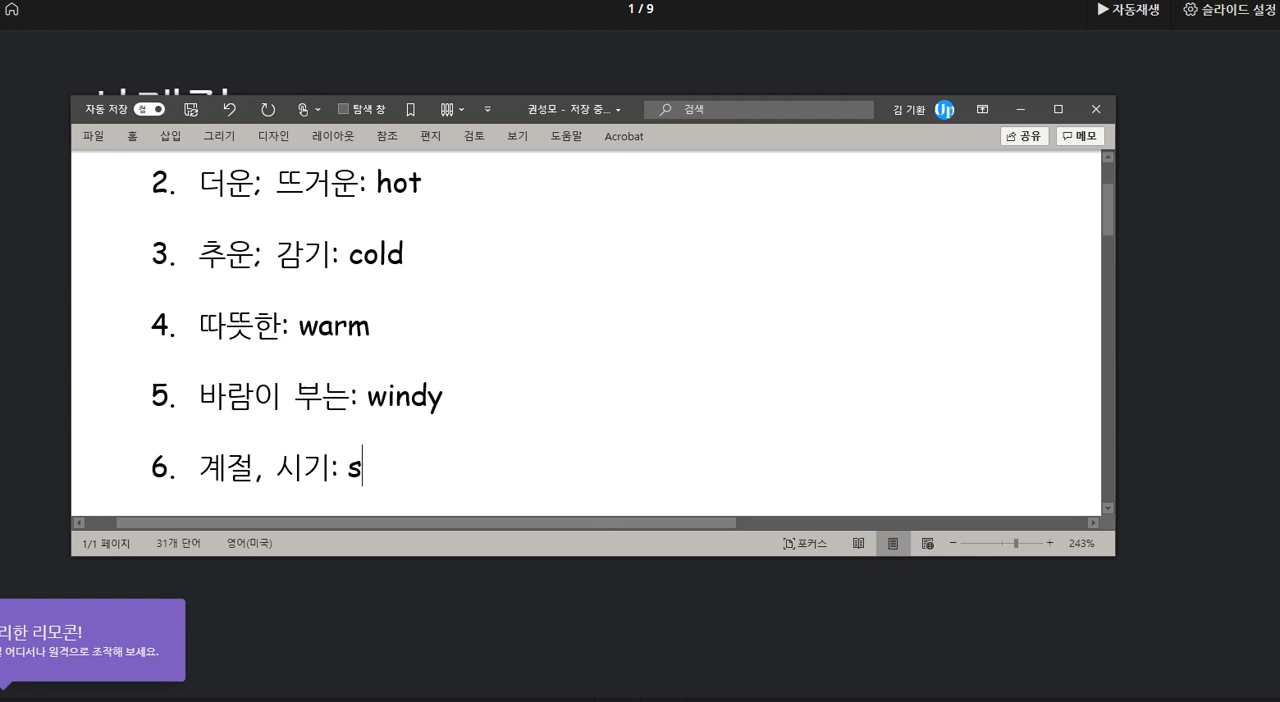 1 / 9
▶ 자동재생
슬라이드 설정
자동 저장
탐색 창
권성모 - 저장 중...
검색
김 기환
Up
파일 홈 삽입 그리기 디자인 레이아웃 참조 편지 검토 보기 도움말 Acrobat
공유
메모
2. 더운; 뜨거운: hot
3. 추운; 감기: cold
4. 따뜻한: warm
5. 바람이 부는: windy
6. 계절, 시기: s
1/1 페이지 31개 단어 영어(미국)
포커스
243%
리한 리모콘!
어디서나 원격으로 조작해 보세요.